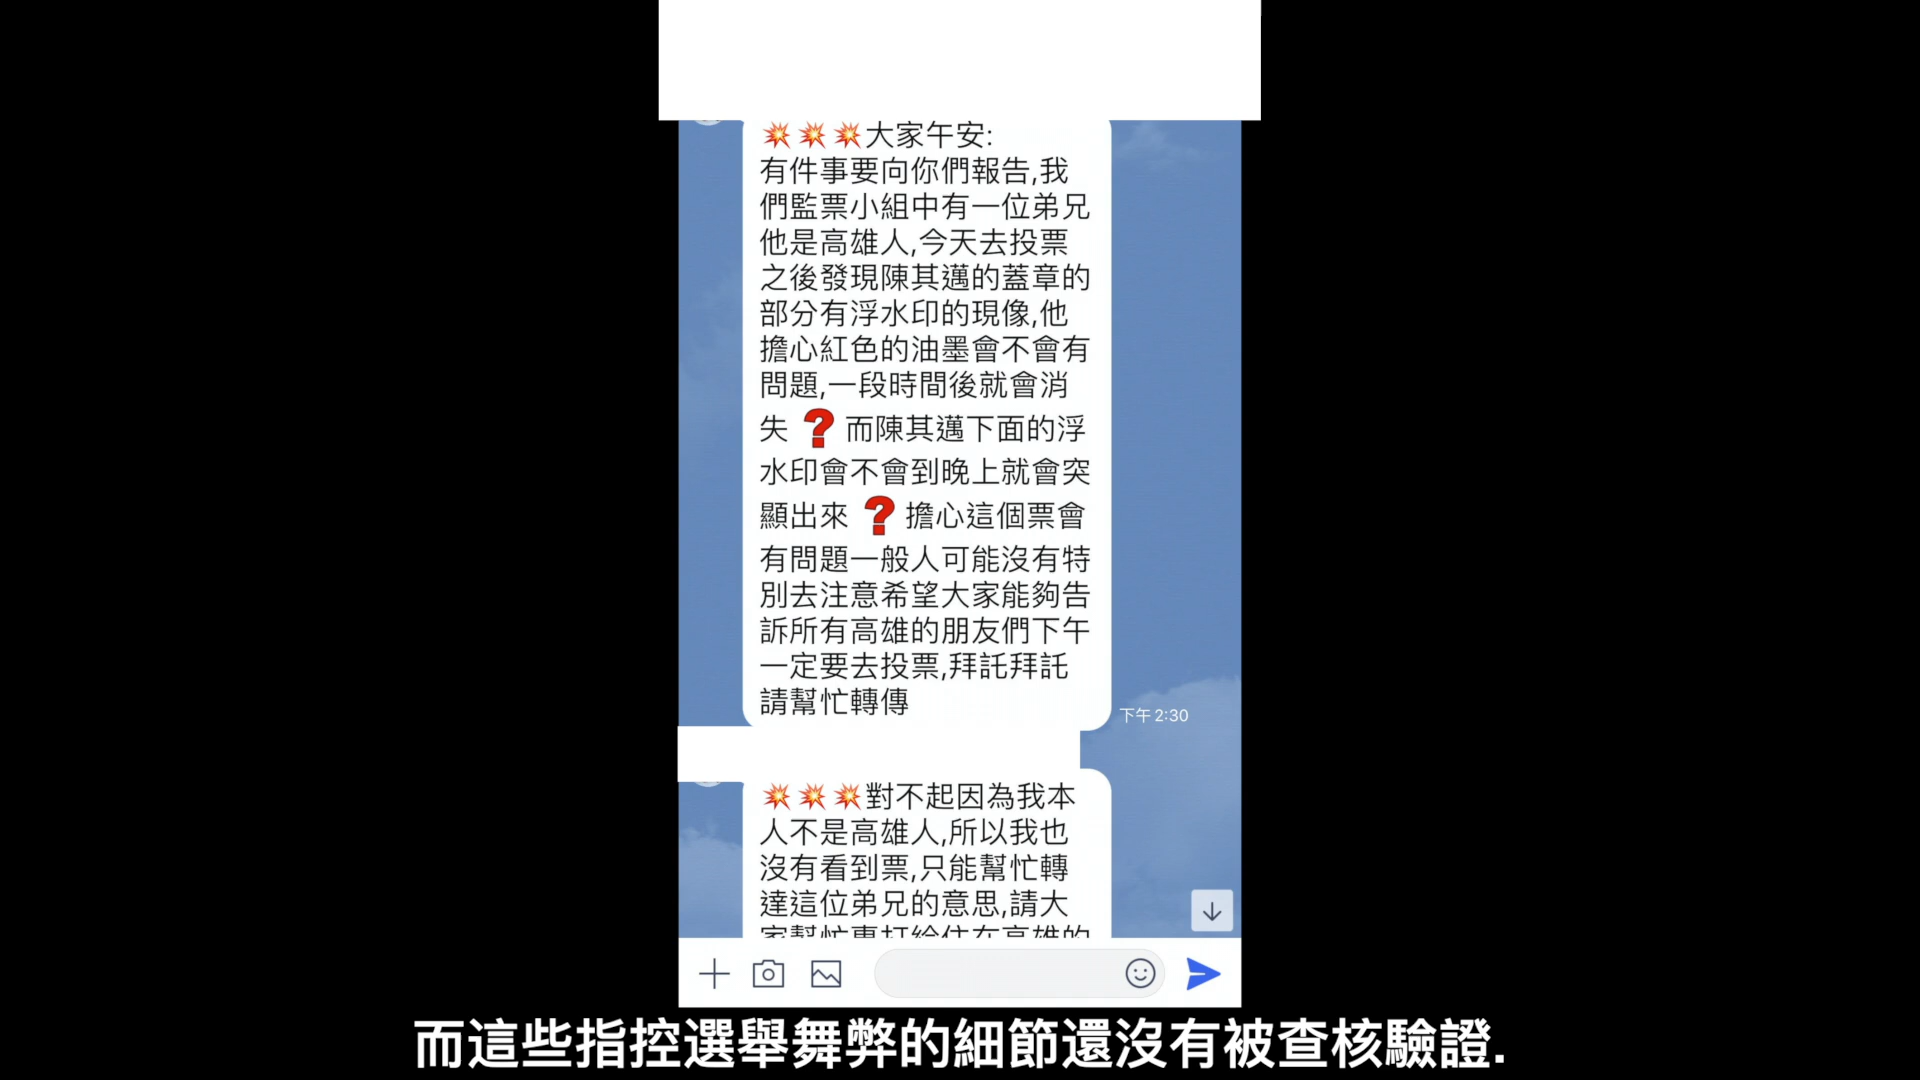 💥💥💥大家午安:
有件事要向你們報告,我
們監票小組中有一位弟兄
他是高雄人,今天去投票
之後發現陳其邁的蓋章的
部分有浮水印的現像,他
擔心紅色的油墨會不會有
問題,一段時間後就會消
失❓而陳其邁下面的浮
水印會不會到晚上就會突
顯出來❓擔心這個票會
有問題一般人可能沒有特
別去注意希望大家能夠告
訴所有高雄的朋友們下午
一定要去投票,拜託拜託
請幫忙轉傳
下午 2:30
💥💥💥對不起因為我本
人不是高雄人,所以我也
沒有看到票,只能幫忙轉
達這位弟兄的意思,請大
家幫忙專打給住在高雄的
而這些指控選舉舞弊的細節還沒有被查核驗證.